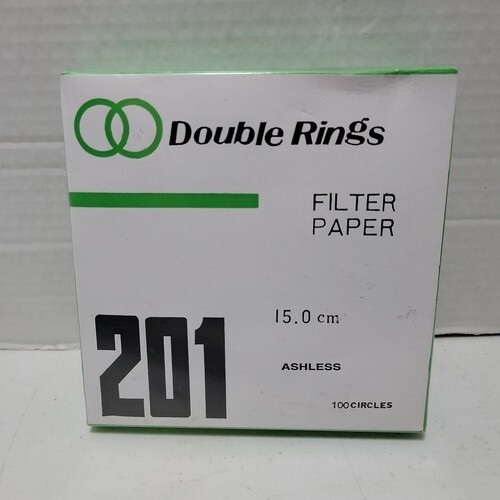 Double Rings
FILTER
PAPER
15.0 cm
201
ASHLESS
100CIRCLES